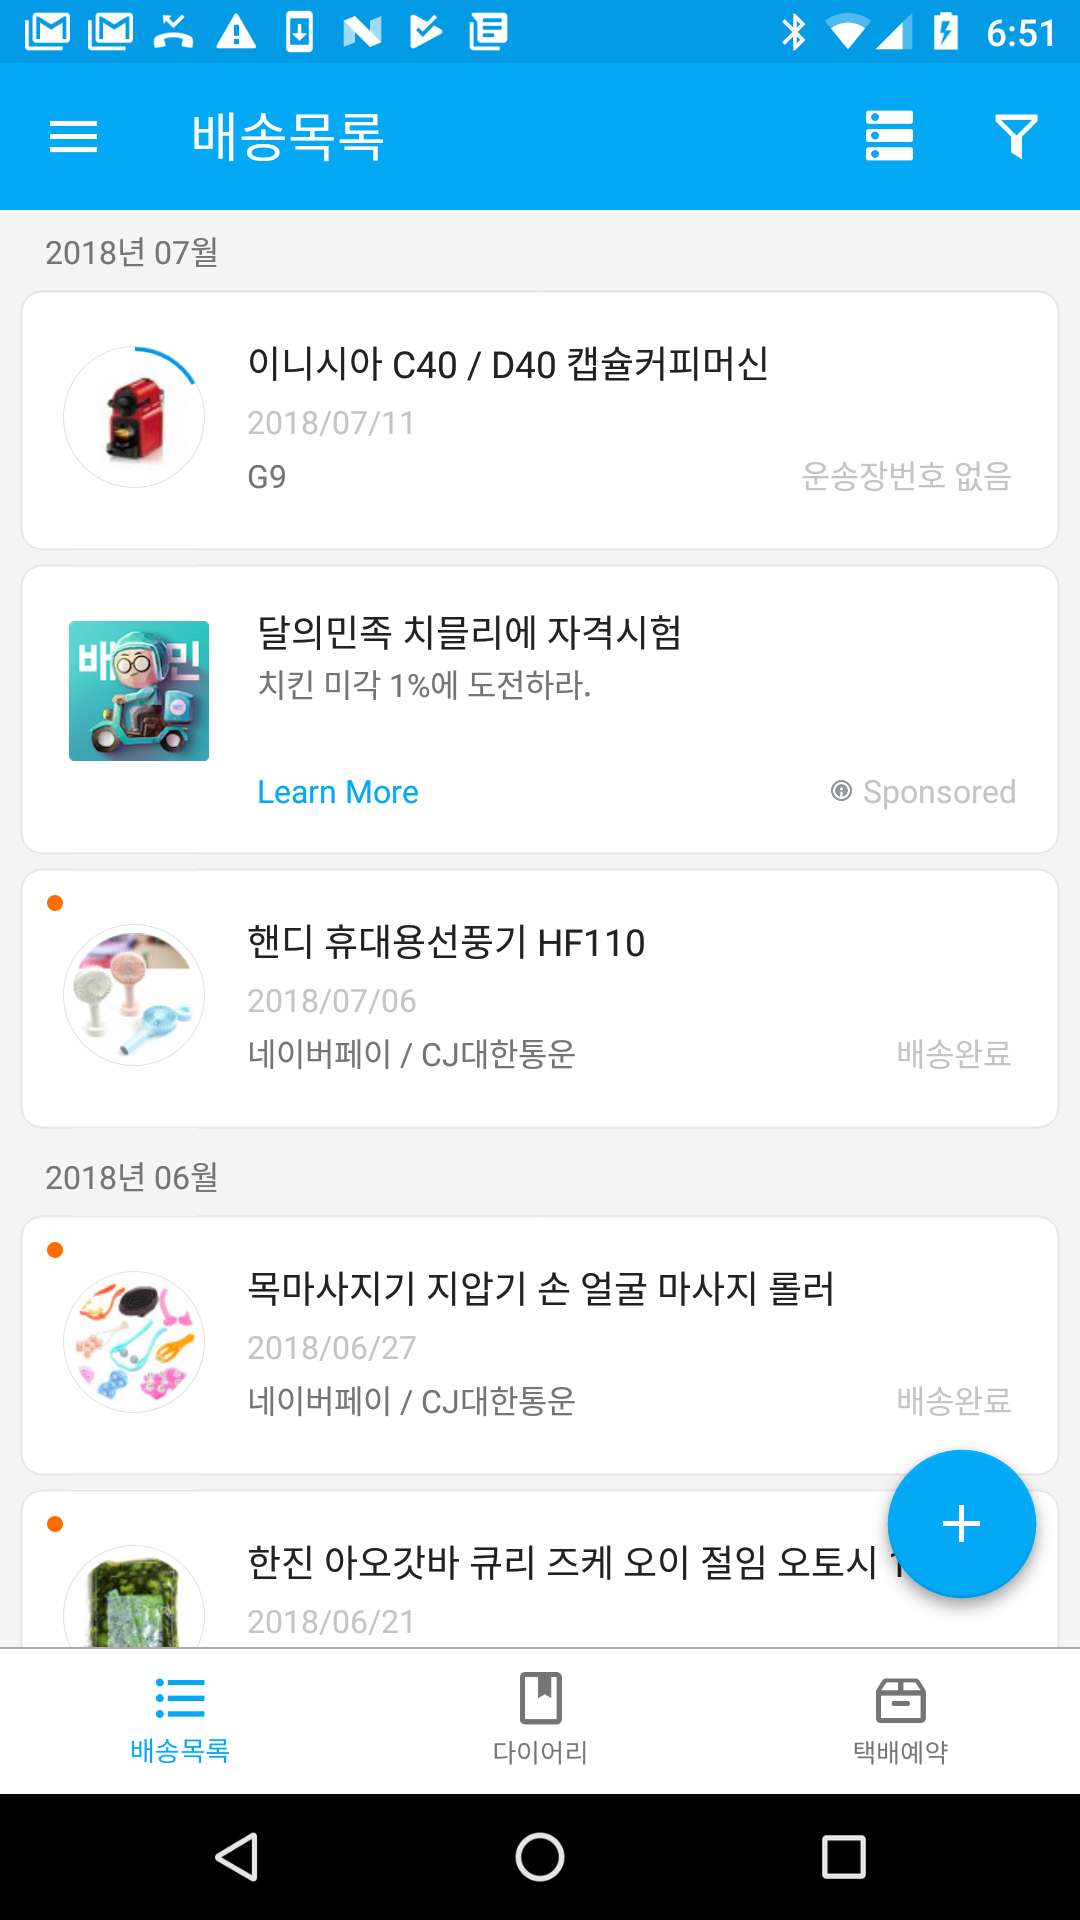 6:51
배송목록
2018년 07월
이니시아 C40 / D40 캡슐커피머신
2018/07/11
G9
운송장번호 없음
배민
달의민족 치믈리에 자격시험
치킨 미각 1%에 도전하라.
Learn More
Sponsored
핸디 휴대용선풍기 HF110
2018/07/06
네이버페이 / CJ대한통운
배송완료
2018년 06월
목마사지기 지압기 손 얼굴 마사지 롤러
2018/06/27
네이버페이 / CJ대한통운
배송완료
한진 아오갓바 큐리 즈케 오이 절임 오토시 1
2018/06/21
배송목록
다이어리
택배예약